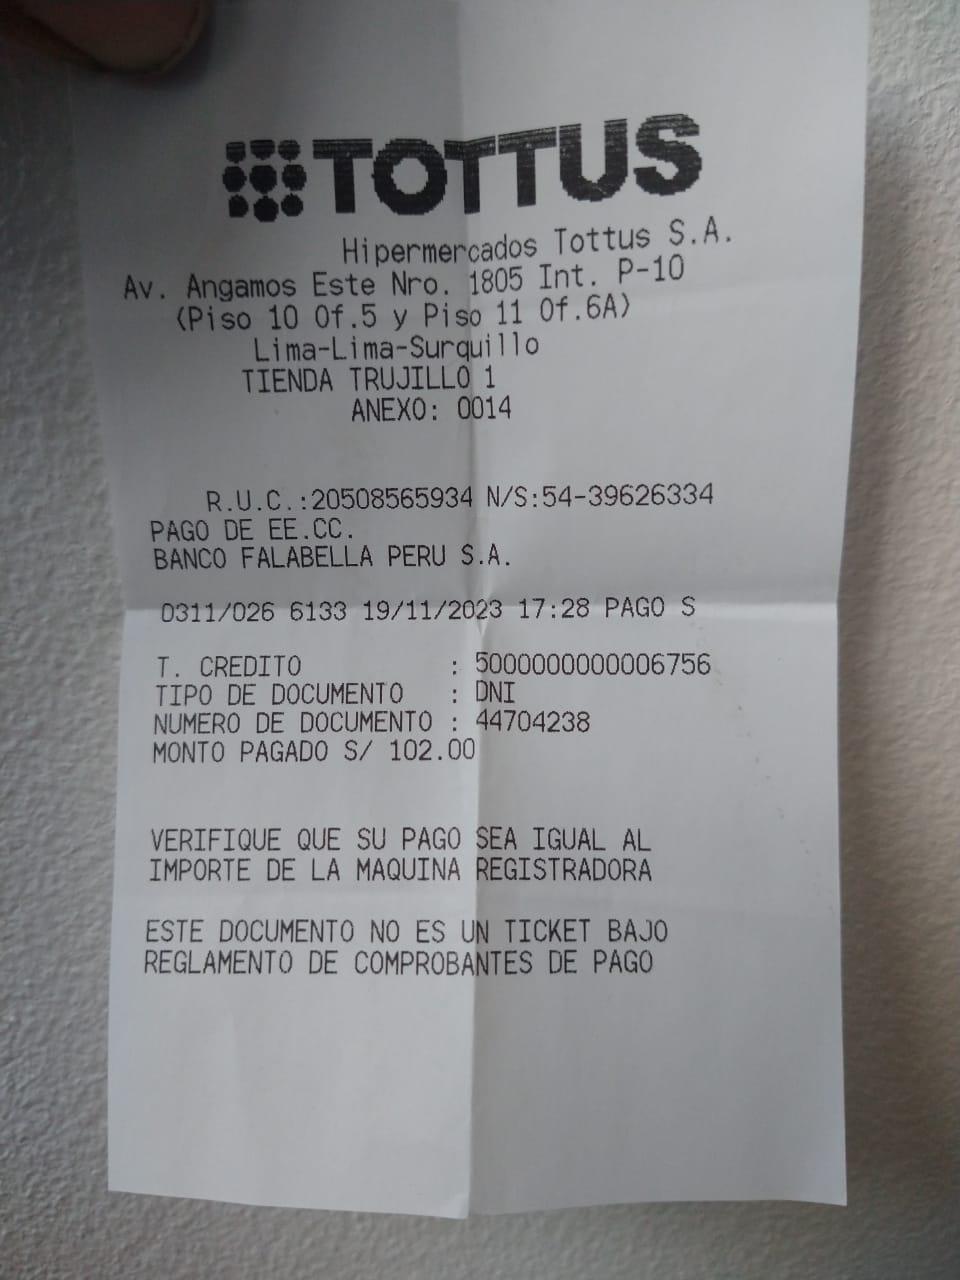 TOTTUS
Hipermercados Tottus S.A.
Av. Angamos Este Nro. 1805 Int. P-10
(Piso 10 Of.5 y Piso 11 Of.6A)
Lima-Lima-Surquillo
TIENDA TRUJILLO 1
ANEXO: 0014
R.U.C.:20508565934 N/S:54-39626334
PAGO DE EE.CC.
BANCO FALABELLA PERU S.A.
0311/026 6133 19/11/2023 17:28 PAGO S
T. CREDITO : 5000000000006756
TIPO DE DOCUMENTO : DNI
NUMERO DE DOCUMENTO : 44704238
MONTO PAGADO S/ 102.00
VERIFIQUE QUE SU PAGO SEA IGUAL AL
IMPORTE DE LA MAQUINA REGISTRADORA
ESTE DOCUMENTO NO ES UN TICKET BAJO
REGLAMENTO DE COMPROBANTES DE PAGO